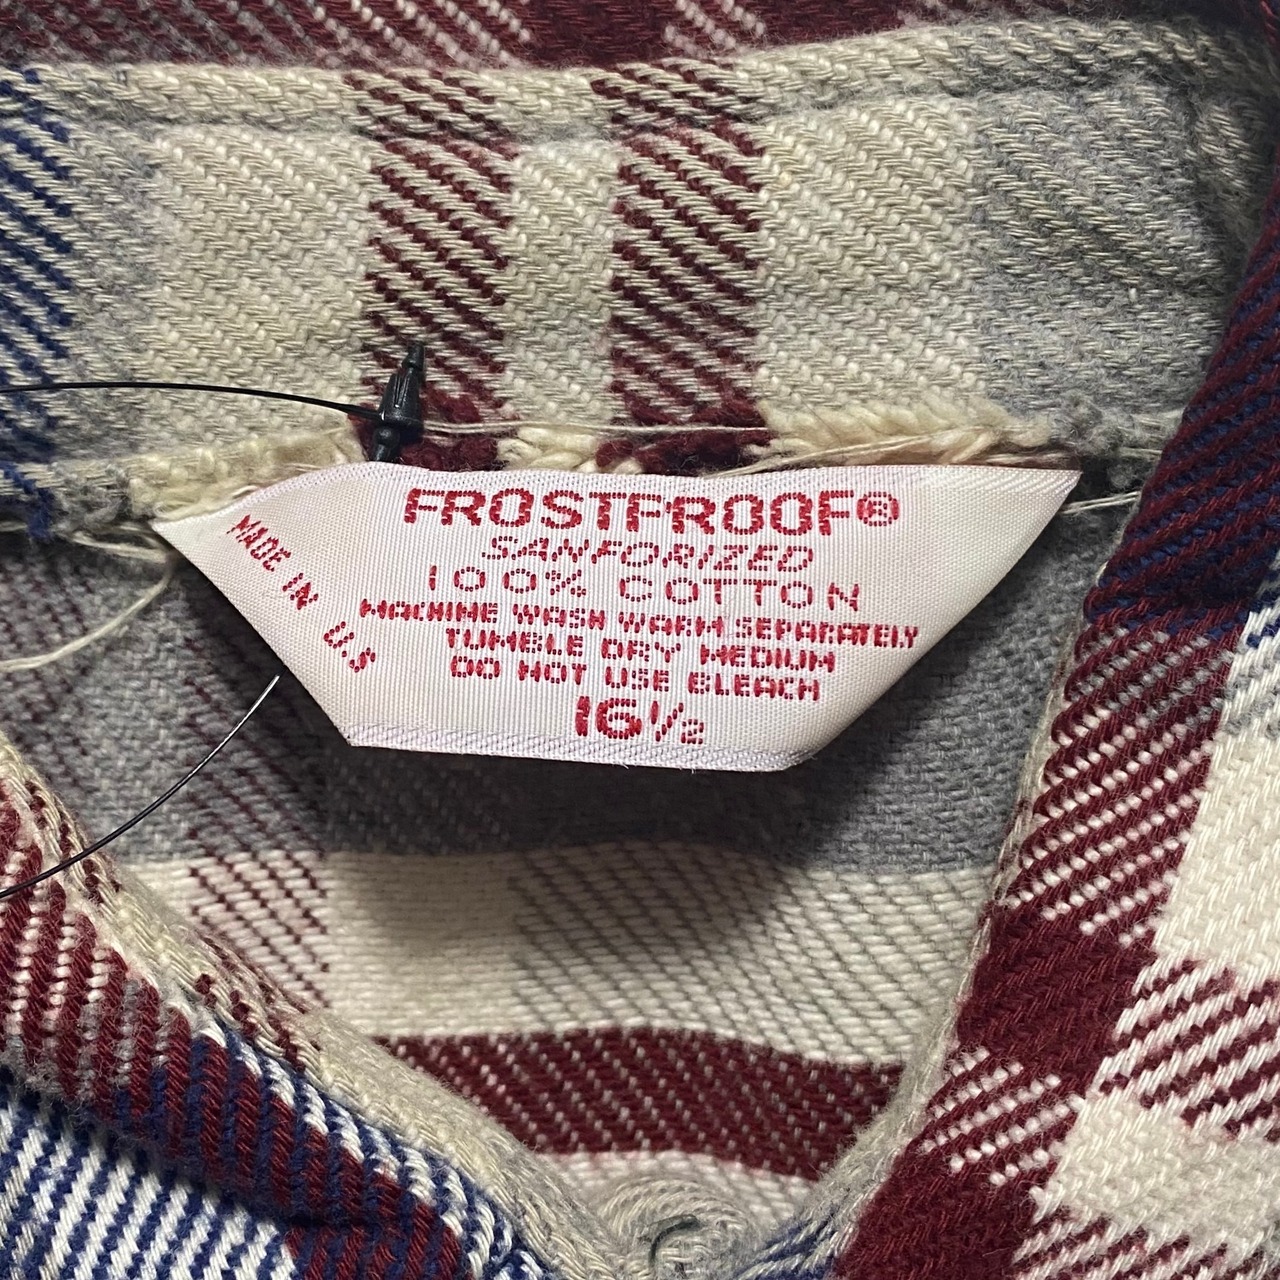 FROSTPROOF®
SANFORIZED
100% COTTON
MACHINE WASH WARM SEPARATELY
TUMBLE DRY MEDIUM
DO NOT USE BLEACH
16½
MADE IN U.S